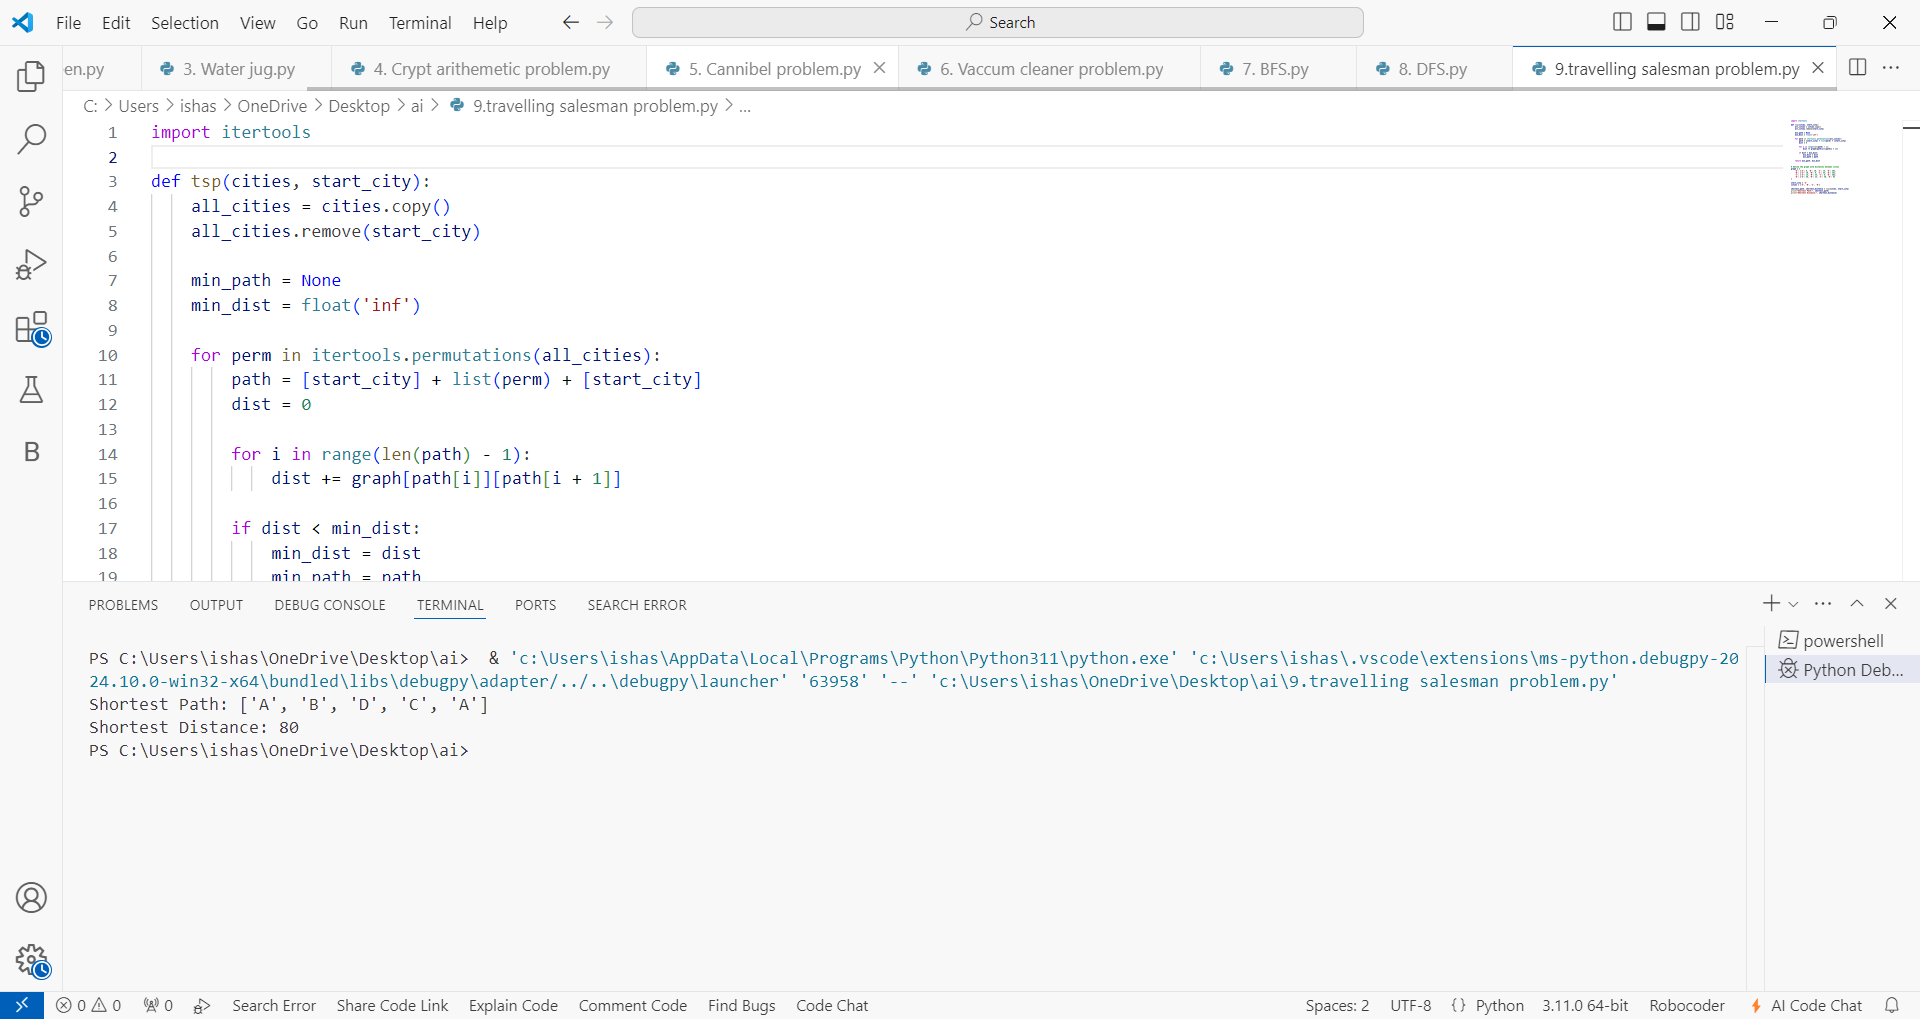 File Edit Selection View Go Run Terminal Help Search
en.py 3. Water jug.py 4. Crypt arithemetic problem.py 5. Cannibel problem.py 6. Vaccum cleaner problem.py 7. BFS.py 8. DFS.py 9.travelling salesman problem.py
C: > Users > ishas > OneDrive > Desktop > ai > 9.travelling salesman problem.py > ...
1 import itertools
2
3 def tsp(cities, start_city):
4     all_cities = cities.copy()
5     all_cities.remove(start_city)
6
7     min_path = None
8     min_dist = float('inf')
9
10     for perm in itertools.permutations(all_cities):
11         path = [start_city] + list(perm) + [start_city]
12         dist = 0
13
14         for i in range(len(path) - 1):
15             dist += graph[path[i]][path[i + 1]]
16
17         if dist < min_dist:
18             min_dist = dist
19             min_path = path
PROBLEMS OUTPUT DEBUG CONSOLE TERMINAL PORTS SEARCH ERROR
powershell
Python Deb...
PS C:\Users\ishas\OneDrive\Desktop\ai>  & 'c:\Users\ishas\AppData\Local\Programs\Python\Python311\python.exe' 'c:\Users\ishas\.vscode\extensions\ms-python.debugpy-20
24.10.0-win32-x64\bundled\libs\debugpy\adapter/../..\debugpy\launcher' '63958' '--' 'c:\Users\ishas\OneDrive\Desktop\ai\9.travelling salesman problem.py'
Shortest Path: ['A', 'B', 'D', 'C', 'A']
Shortest Distance: 80
PS C:\Users\ishas\OneDrive\Desktop\ai>
B
0 0 0 Search Error Share Code Link Explain Code Comment Code Find Bugs Code Chat Spaces: 2 UTF-8 {} Python 3.11.0 64-bit Robocoder AI Code Chat